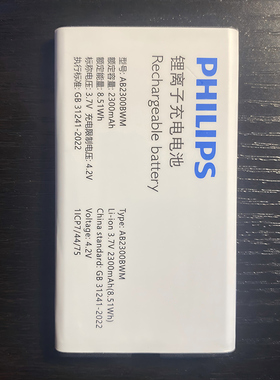 PHILIPS
锂离子充电电池
Rechargeable battery
型号: AB2300BWM
额定容量: 2300mAh
额定能量: 8.51Wh
标称电压: 3.7V 充电限制电压: 4.2V
执行标准: GB 31241-2022
Type: AB2300BWM
Li-ion 3.7V 2300mAh(8.51Wh)
China standard: GB 31241-2022
Voltage: 4.2V
1ICP7/44/75